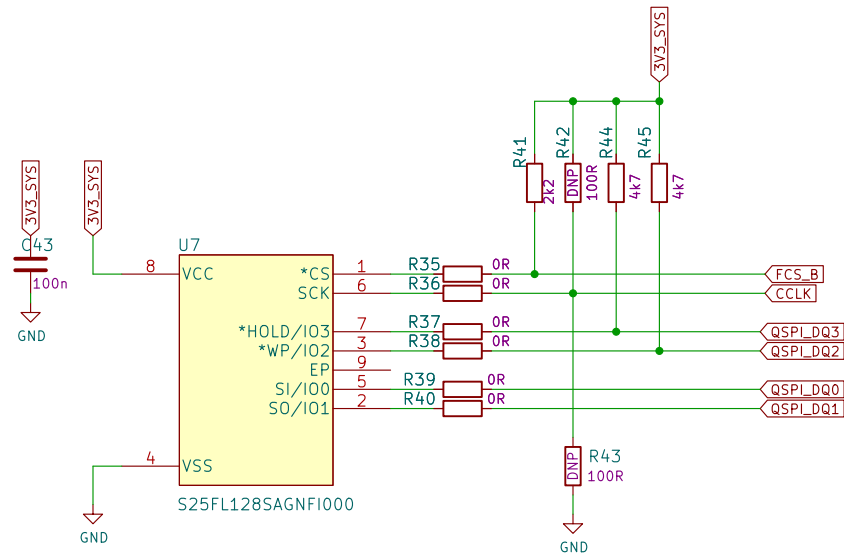 3V3_SYS
R41
R42
R44
R45
2k2
DNP
100R
4k7
4k7
3V3_SYS
3V3_SYS
C43
100n
GND
U7
8
VCC
*CS
1
R35
0R
FCS_B
SCK
6
R36
0R
CCLK
*HOLD/IO3
7
R37
0R
QSPI_DQ3
*WP/IO2
3
R38
0R
QSPI_DQ2
EP
9
SI/IO0
5
R39
0R
QSPI_DQ0
SO/IO1
2
R40
0R
QSPI_DQ1
4
VSS
DNP
R43
100R
S25FL128SAGNFI000
GND
GND